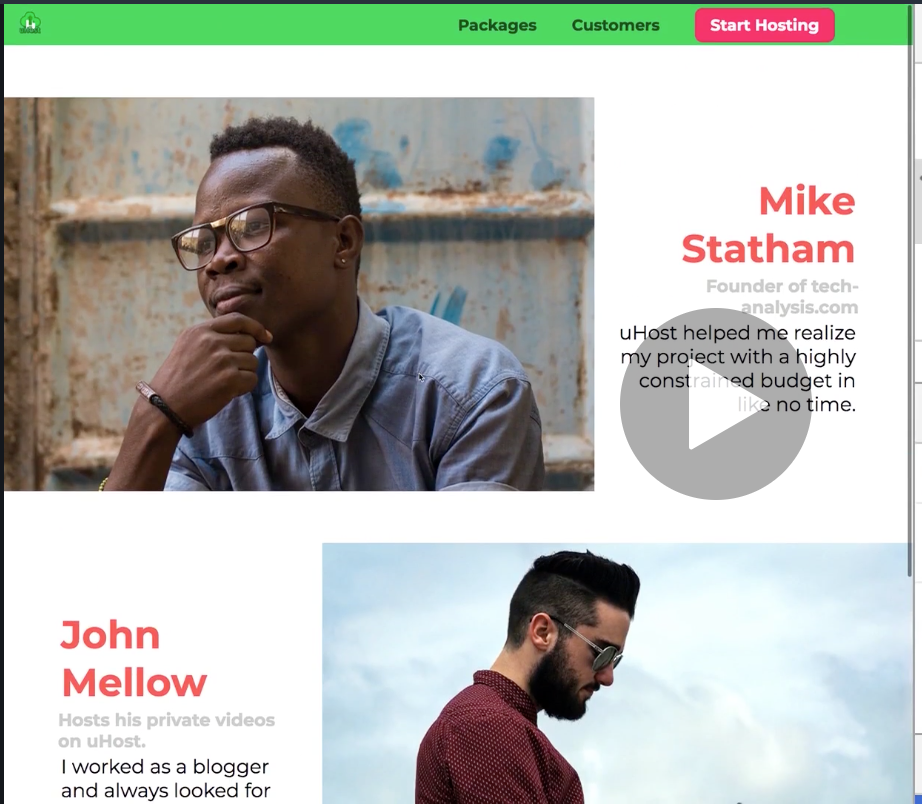 Packages Customers Start Hosting
Mike
Statham
Founder of tech-
analysis.com
uHost helped me realize
my project with a highly
constrained budget in
like no time.
John
Mellow
Hosts his private videos
on uHost.
I worked as a blogger
and always looked for